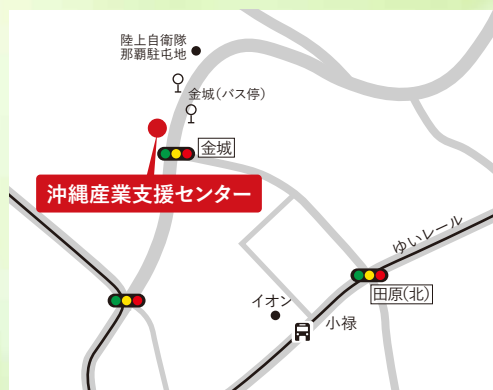 陸上自衛隊
那覇駐屯地
金城(バス停)
金城
沖縄産業支援センター
ゆいレール
田原(北)
イオン
小禄